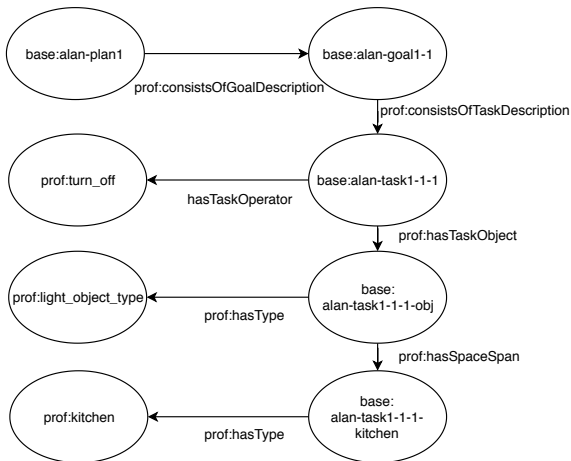 base:alan-plan1
base:alan-goal1-1
prof:consistsOfGoalDescription
prof:consistsOfTaskDescription
prof:turn_off
base:alan-task1-1-1
hasTaskOperator
prof:hasTaskObject
prof:light_object_type
base:
alan-task1-1-1-obj
prof:hasType
prof:hasSpaceSpan
prof:kitchen
base:
alan-task1-1-1-
kitchen
prof:hasType